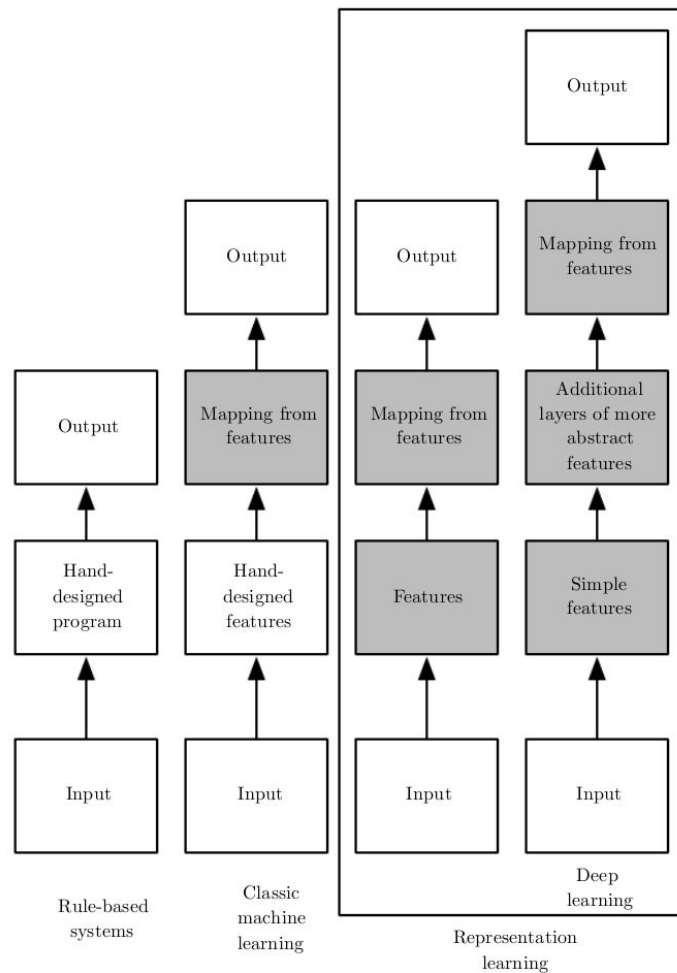 Output
Output
Output
Mapping from
features
Output
Mapping from
features
Mapping from
features
Additional
layers of more
abstract
features
Hand-
designed
program
Hand-
designed
features
Features
Simple
features
Input
Input
Input
Input
Rule-based
systems
Classic
machine
learning
Representation
learning
Deep
learning